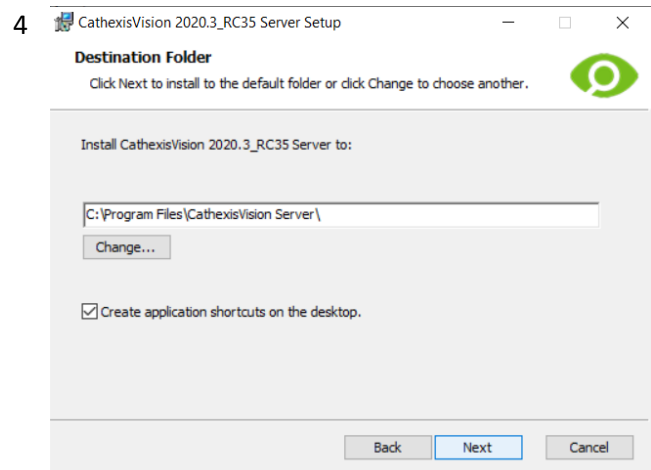 4
CathexisVision 2020.3_RC35 Server Setup
Destination Folder
Click Next to install to the default folder or click Change to choose another.
Install CathexisVision 2020.3_RC35 Server to:
C:\Program Files\CathexisVision Server\
Change...
Create application shortcuts on the desktop.
Back Next Cancel